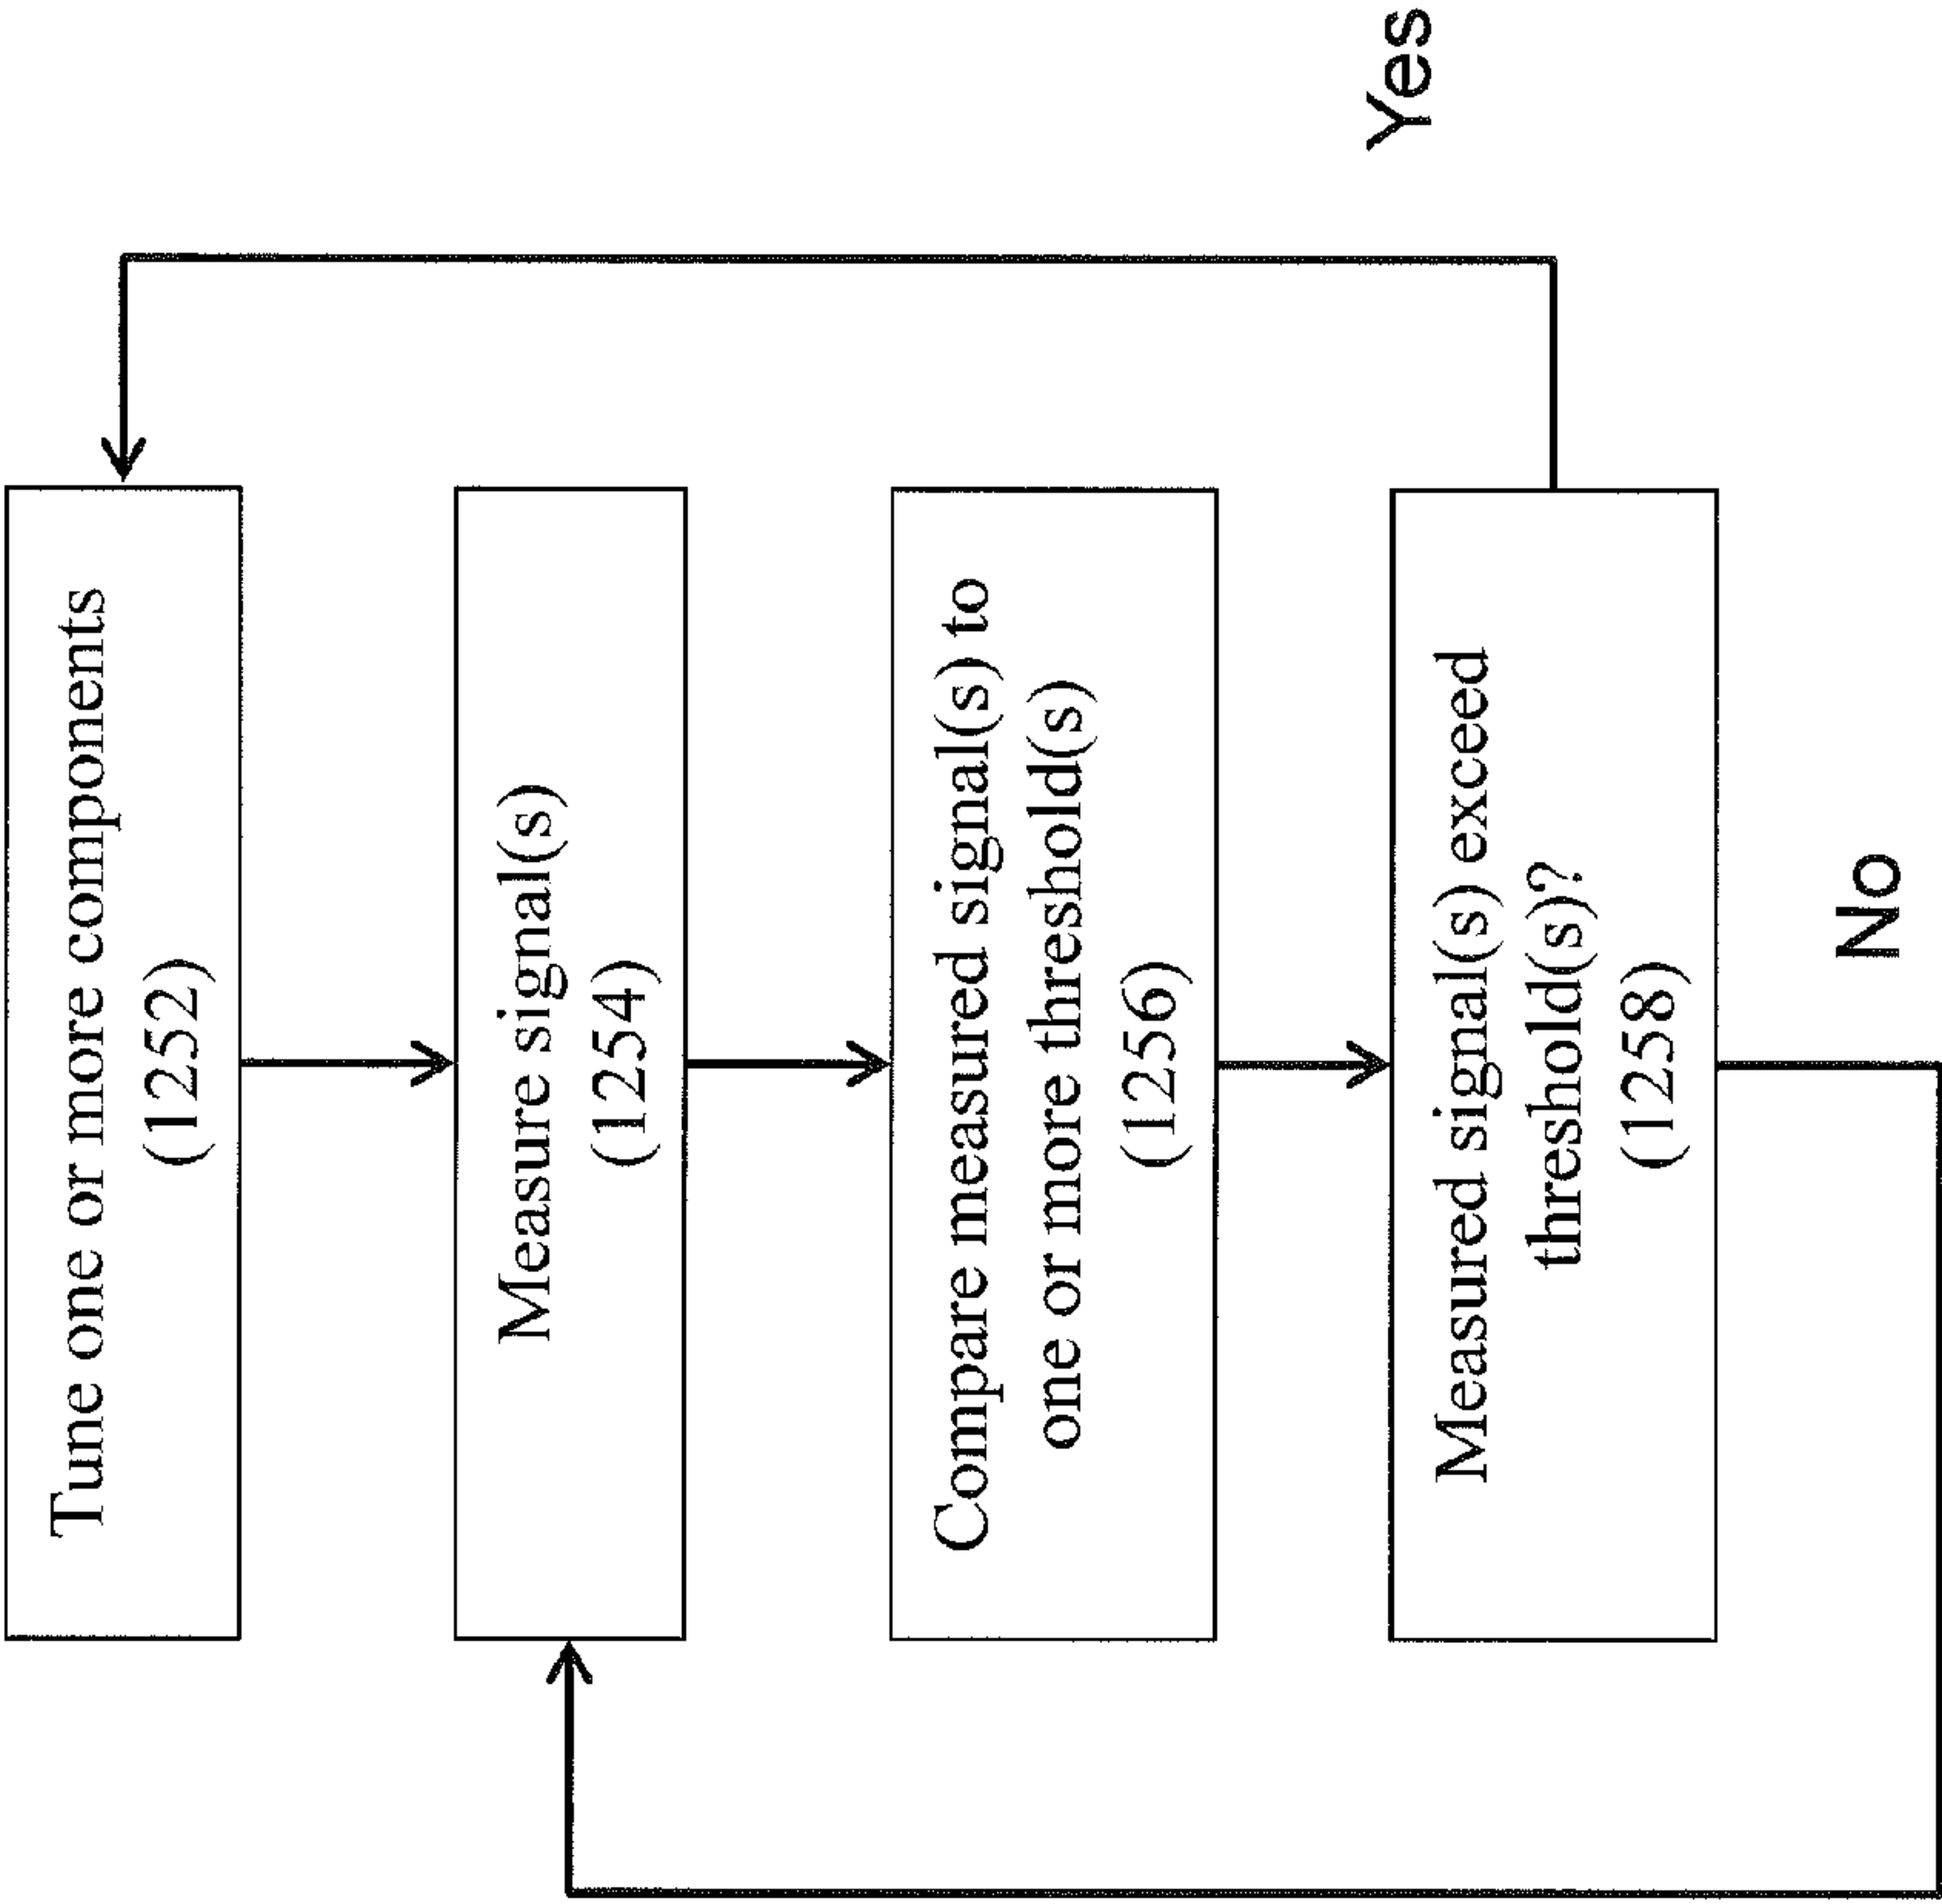 Tune one or more components
(1252)
Measure signal(s)
(1254)
Compare measured signal(s) to
one or more threshold(s)
(1256)
Measured signal(s) exceed
threshold(s)?
(1258)
Yes
No